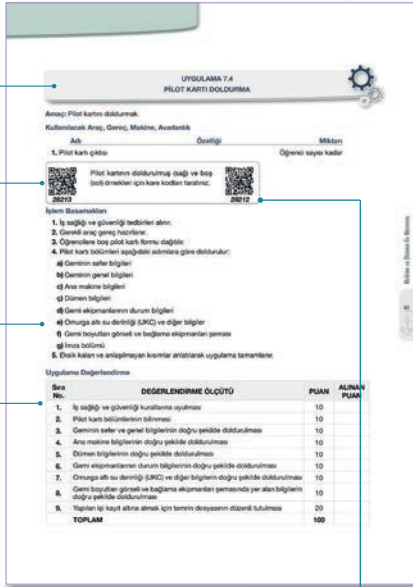 UYGULAMA 7.4
PİLOT KARTI DOLDURMA
Amaç: Pilot kartını doldurmak.
Kullanılacak Araç, Gereç, Makine, Avadanlık
Adı Özelliği Miktarı
1. Pilot kartı çıktısı Öğrenci sayısı kadar
Pilot kartının doldurulmuş (sağ) ve boş
(sol) örnekleri için kare kodları taratınız.
28213 28212
İşlem Basamakları
1. İş sağlığı ve güvenliği tedbirleri alınır.
2. Gerekli araç gereç hazırlanır.
3. Öğrencilere boş pilot kartı formu dağıtılır.
4. Pilot kartı bölümleri aşağıdaki adımlara göre doldurulur:
a) Geminin sefer bilgileri
b) Geminin genel bilgileri
c) Ana makine bilgileri
ç) Dümen bilgileri
d) Gemi ekipmanlarının durum bilgileri
e) Omurga altı su derinliği (UKC) ve diğer bilgiler
f) Gemi boyutları görseli ve bağlama ekipmanları şeması
g) İmza bölümü
5. Eksik kalan ve anlaşılmayan kısımlar anlatılarak uygulama tamamlanır.
Uygulama Değerlendirme
Sıra No. DEĞERLENDİRME ÖLÇÜTÜ PUAN ALINAN PUAN
1. İş sağlığı ve güvenliği kurallarına uyulması 10
2. Pilot kartı bölümlerinin bilinmesi 10
3. Geminin sefer ve genel bilgilerinin doğru şekilde doldurulması 10
4. Ana makine bilgilerinin doğru şekilde doldurulması 10
5. Dümen bilgilerinin doğru şekilde doldurulması 10
6. Gemi ekipmanlarının durum bilgilerinin doğru şekilde doldurulması 10
7. Omurga altı su derinliği (UKC) ve diğer bilgilerin doğru şekilde doldurulması 10
8. Gemi boyutları görseli ve bağlama ekipmanları şemasında yer alan bilgilerin
doğru şekilde doldurulması 10
9. Yapılan işi kayıt altına almak için temrin dosyasının düzenli tutulması 20
TOPLAM 100